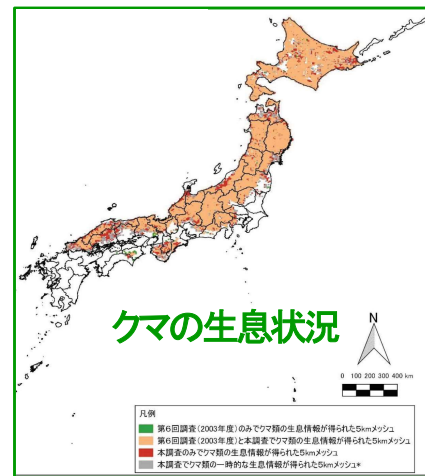 クマの生息状況
N
0 100 200 300 400 km
凡例
第6回調査(2003年度)のみでクマ類の生息情報が得られた5kmメッシュ
第6回調査(2003年度)と本調査でクマ類の生息情報が得られた5kmメッシュ
本調査のみでクマ類の生息情報が得られた5kmメッシュ
本調査でクマ類の一時的な生息情報が得られた5kmメッシュ*